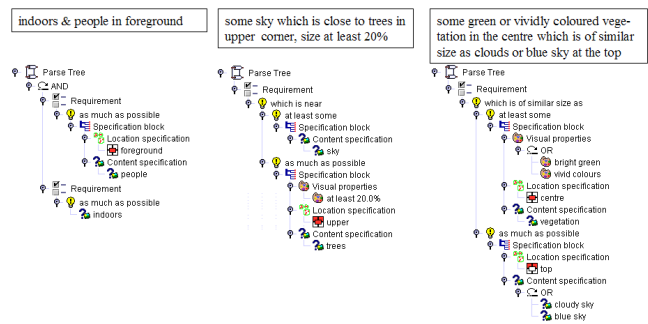 indoors & people in foreground
Parse Tree
AND
Requirement
as much as possible
Specification block
Location specification
foreground
Content specification
people
Requirement
as much as possible
indoors
some sky which is close to trees in
upper corner, size at least 20%
Parse Tree
Requirement
which is near
at least some
Specification block
Content specification
sky
as much as possible
Specification block
Visual properties
at least 20.0%
Location specification
upper
Content specification
trees
some green or vividly coloured vege-
tation in the centre which is of similar
size as clouds or blue sky at the top
Parse Tree
Requirement
which is of similar size as
at least some
Specification block
Visual properties
OR
bright green
vivid colours
Location specification
centre
Content specification
vegetation
as much as possible
Specification block
Location specification
top
Content specification
OR
cloudy sky
blue sky